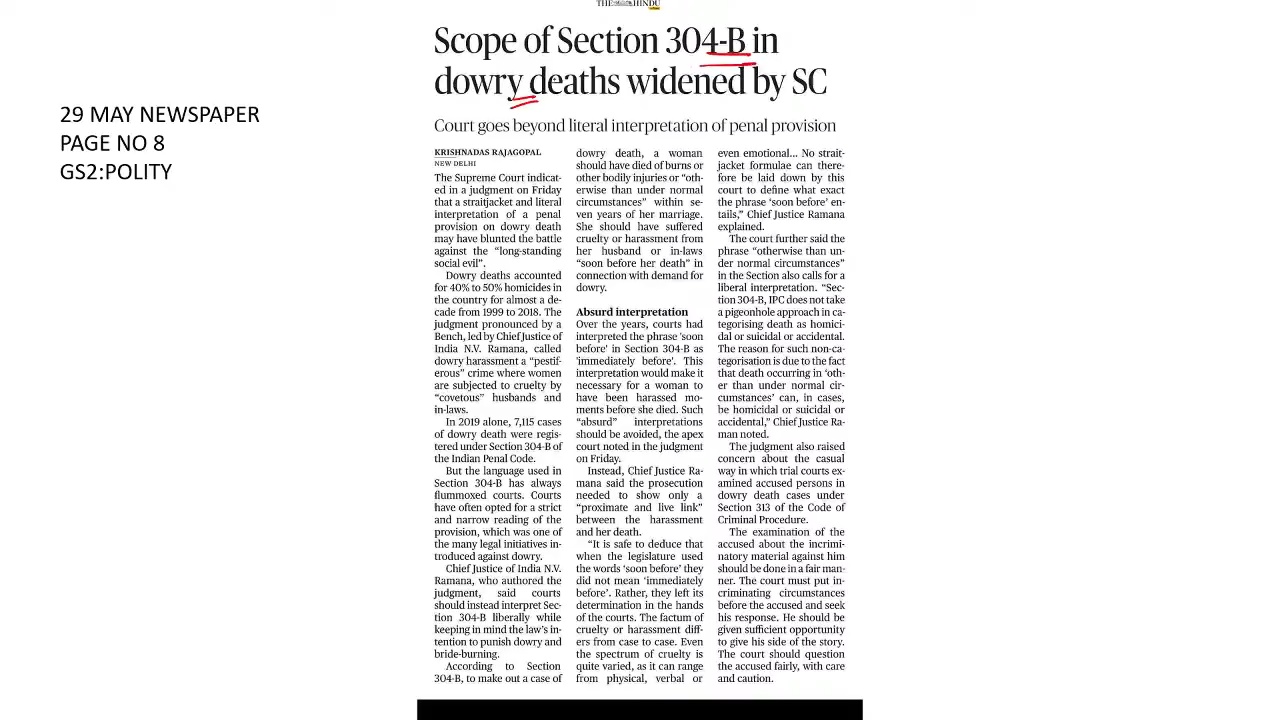 THE HINDU
Scope of Section 304-B in
dowry deaths widened by SC
Court goes beyond literal interpretation of penal provision
29 MAY NEWSPAPER
PAGE NO 8
GS2:POLITY
KRISHNADAS RAJAGOPAL
NEW DELHI
The Supreme Court indicat-
ed in a judgment on Friday
that a straitjacket and literal
interpretation of a penal
provision on dowry death
may have blunted the battle
against the “long-standing
social evil”.
Dowry deaths accounted
for 40% to 50% homicides in
the country for almost a de-
cade from 1999 to 2018. The
judgment pronounced by a
Bench, led by Chief Justice of
India N.V. Ramana, called
dowry harassment a “pestif-
erous” crime where women
are subjected to cruelty by
“covetous” husbands and
in-laws.
In 2019 alone, 7,115 cases
of dowry death were regis-
tered under Section 304-B of
the Indian Penal Code.
But the language used in
Section 304-B has always
flummoxed courts. Courts
have often opted for a strict
and narrow reading of the
provision, which was one of
the many legal initiatives in-
troduced against dowry.
Chief Justice of India N.V.
Ramana, who authored the
judgment, said courts
should instead interpret Sec-
tion 304-B liberally while
keeping in mind the law’s in-
tention to punish dowry and
bride-burning.
According to Section
304-B, to make out a case of
dowry death, a woman
should have died of burns or
other bodily injuries or “oth-
erwise than under normal
circumstances” within se-
ven years of her marriage.
She should have suffered
cruelty or harassment from
her husband or in-laws
“soon before her death” in
connection with demand for
dowry.
Absurd interpretation
Over the years, courts had
interpreted the phrase ‘soon
before’ in Section 304-B as
‘immediately before’. This
interpretation would make it
necessary for a woman to
have been harassed mo-
ments before she died. Such
“absurd” interpretations
should be avoided, the apex
court noted in the judgment
on Friday.
Instead, Chief Justice Ra-
mana said the prosecution
needed to show only a
“proximate and live link”
between the harassment
and her death.
“It is safe to deduce that
when the legislature used
the words ‘soon before’ they
did not mean ‘immediately
before’. Rather, they left its
determination in the hands
of the courts. The factum of
cruelty or harassment diff-
ers from case to case. Even
the spectrum of cruelty is
quite varied, as it can range
from physical, verbal or
even emotional... No strait-
jacket formulae can there-
fore be laid down by this
court to define what exact
the phrase ‘soon before’ en-
tails,” Chief Justice Ramana
explained.
The court further said the
phrase “otherwise than un-
der normal circumstances”
in the Section also calls for a
liberal interpretation. “Sec-
tion 304-B, IPC does not take
a pigeonhole approach in ca-
tegorising death as homici-
dal or suicidal or accidental.
The reason for such non-ca-
tegorisation is due to the fact
that death occurring in ‘oth-
er than under normal cir-
cumstances’ can, in cases,
be homicidal or suicidal or
accidental,” Chief Justice Ra-
man noted.
The judgment also raised
concern about the casual
way in which trial courts ex-
amined accused persons in
dowry death cases under
Section 313 of the Code of
Criminal Procedure.
The examination of the
accused about the incrimi-
natory material against him
should be done in a fair man-
ner. The court must put in-
criminating circumstances
before the accused and seek
his response. He should be
given sufficient opportunity
to give his side of the story.
The court should question
the accused fairly, with care
and caution.